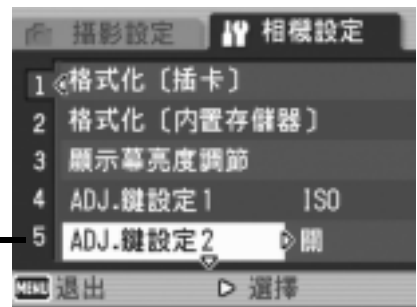 攝影設定 相機設定
1 格式化〔插卡〕
2 格式化〔內置存儲器〕
3 顯示幕亮度調節
4 ADJ.鍵設定1 ISO
5 ADJ.鍵設定2 關
MENU 退出 選擇